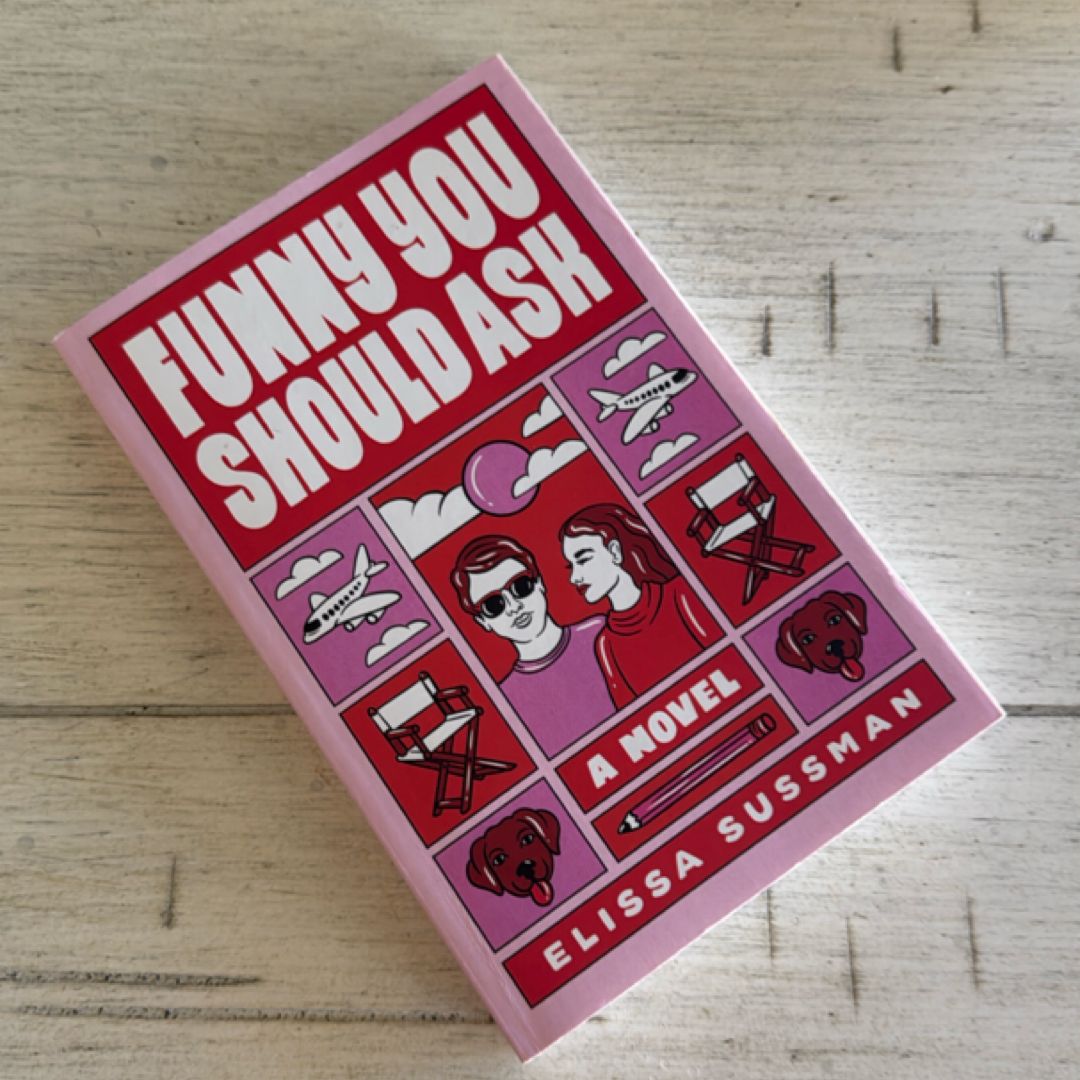 FUNNY YOU
SHOULD ASK
A NOVEL
ELISSA SUSSMAN